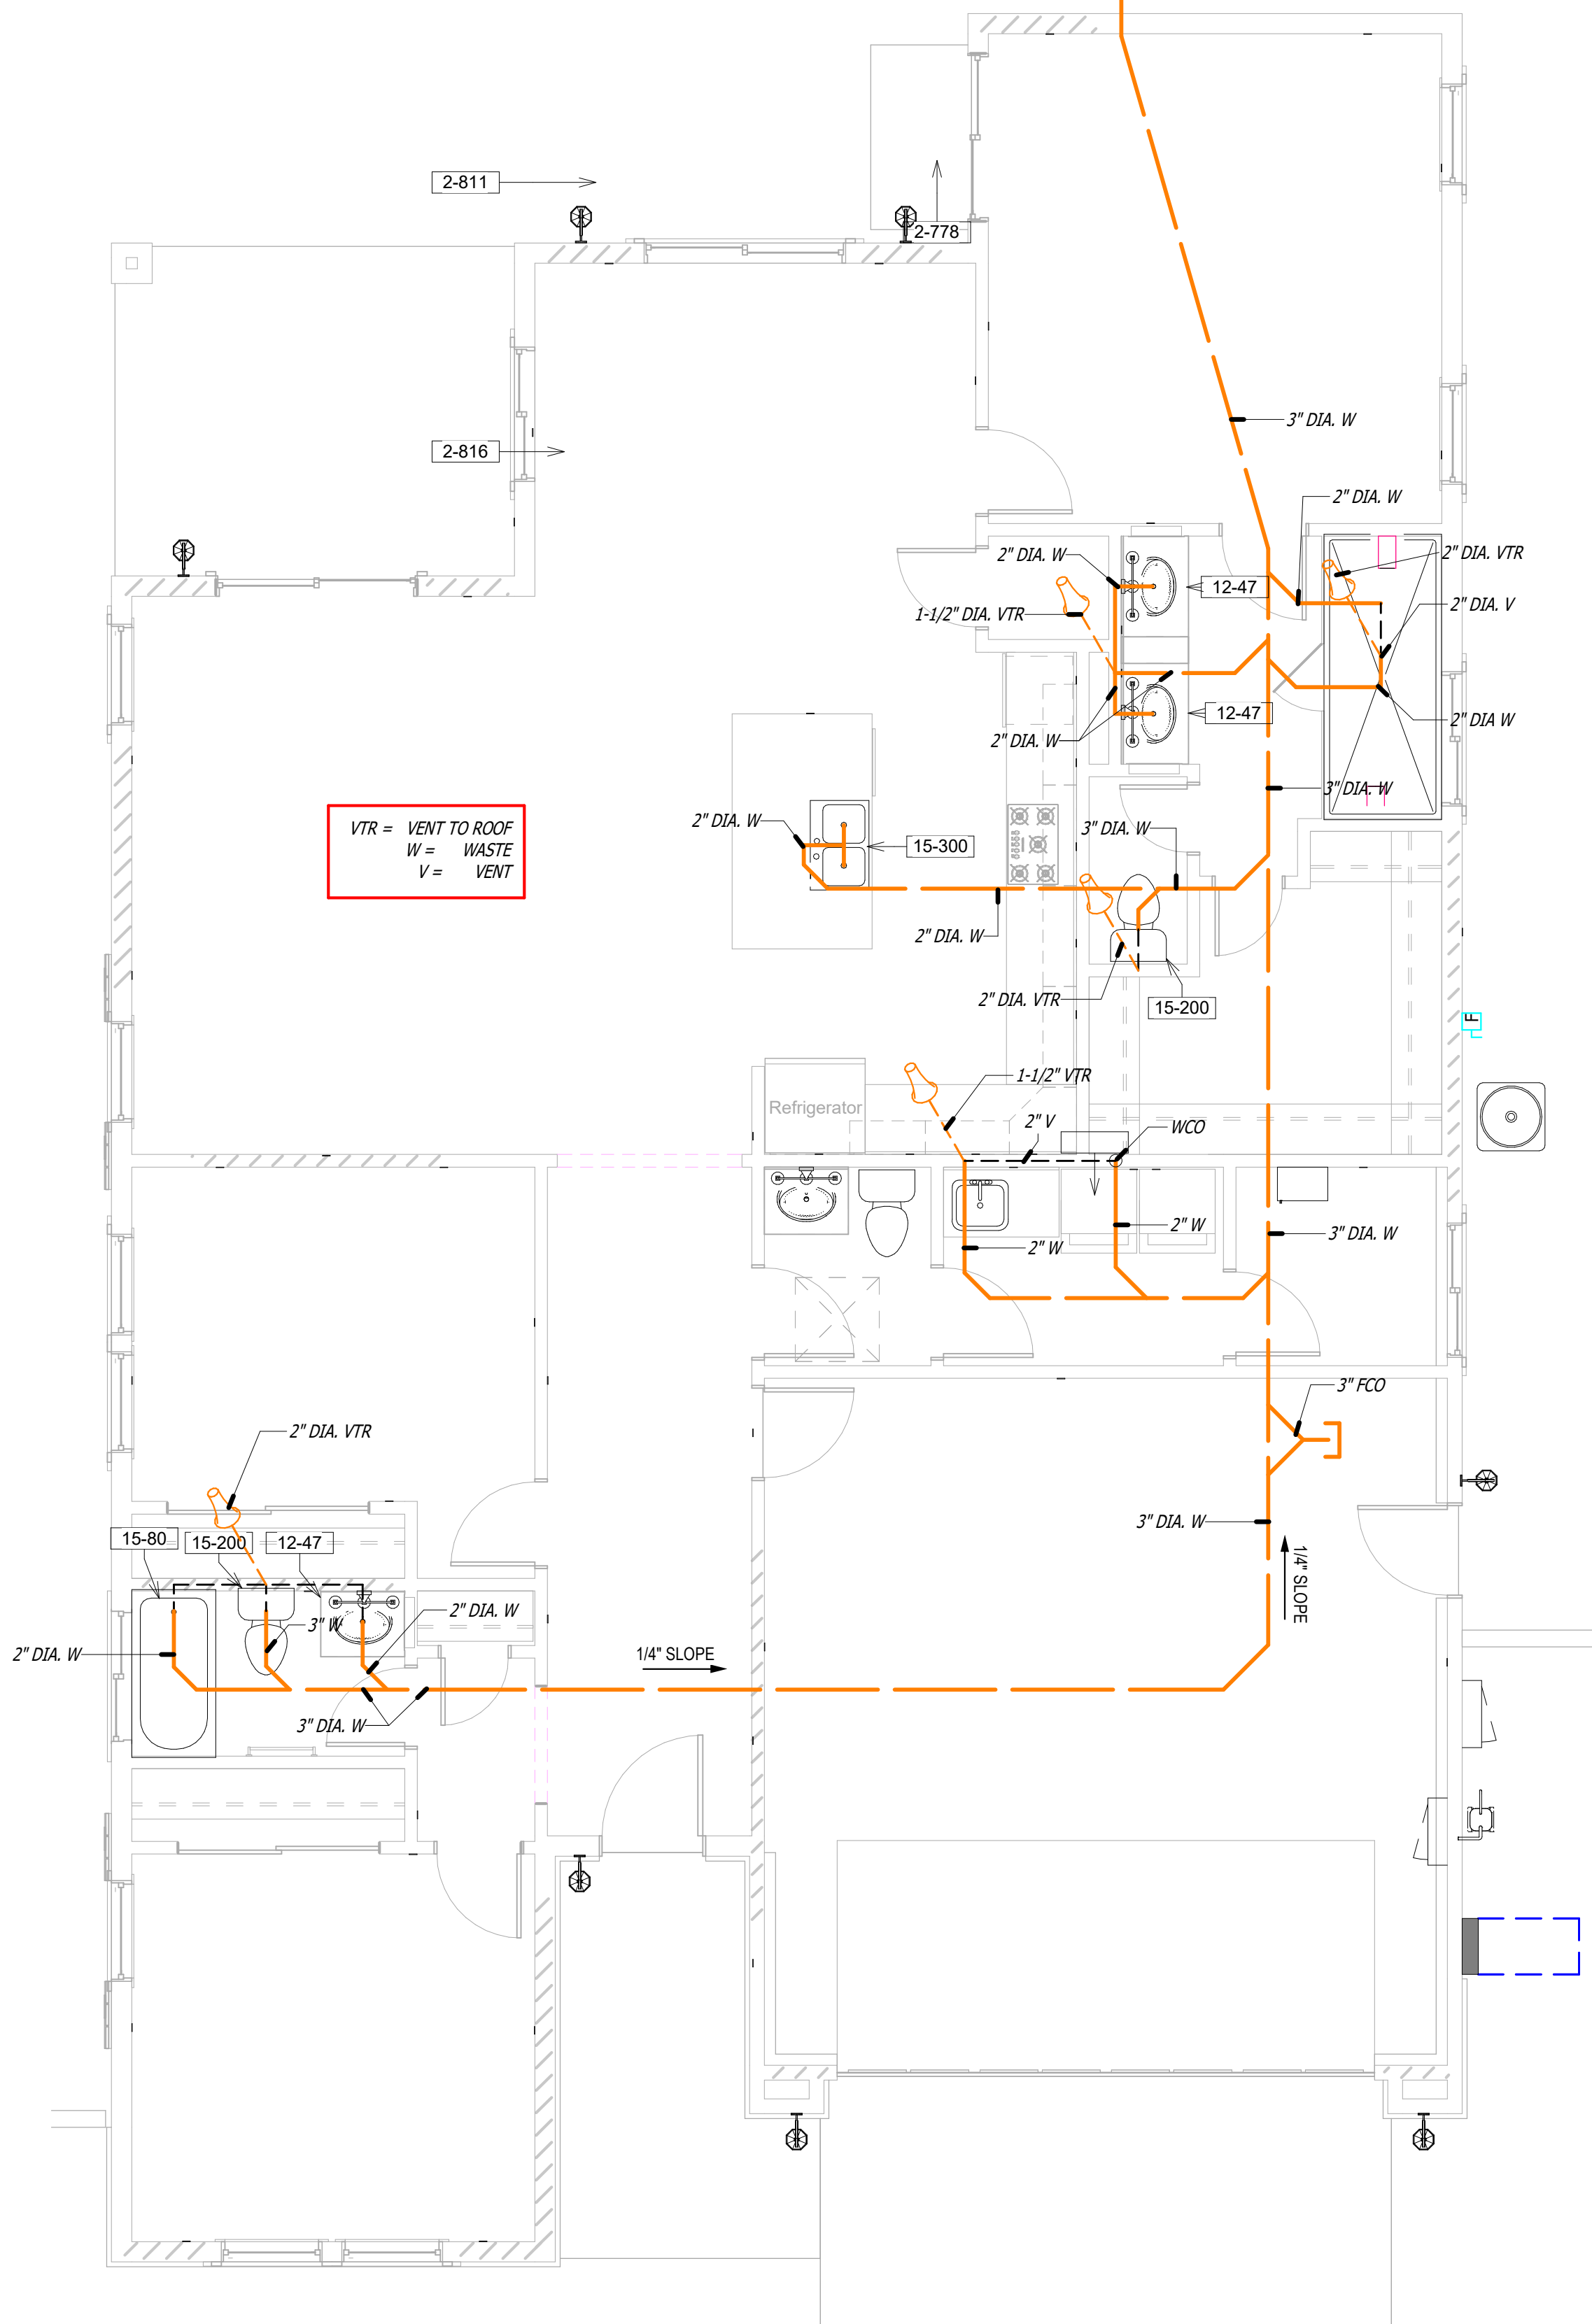 2-811
2-778
3" DIA. W
2-816
2" DIA. W
2" DIA. W
2" DIA. VTR
12-47
2" DIA. V
1-1/2" DIA. VTR
12-47
2" DIA W
2" DIA. W
3" DIA. W
VTR = VENT TO ROOF
W = WASTE
V = VENT
2" DIA. W
3" DIA. W
15-300
2" DIA. W
2" DIA. VTR
15-200
F
1-1/2" VTR
Refrigerator
2" V
WCO
2" W
3" DIA. W
2" W
3" FCO
2" DIA. VTR
3" DIA. W
15-80
15-200
12-47
1/4" SLOPE
2" DIA. W
3" W
2" DIA. W
1/4" SLOPE
3" DIA. W